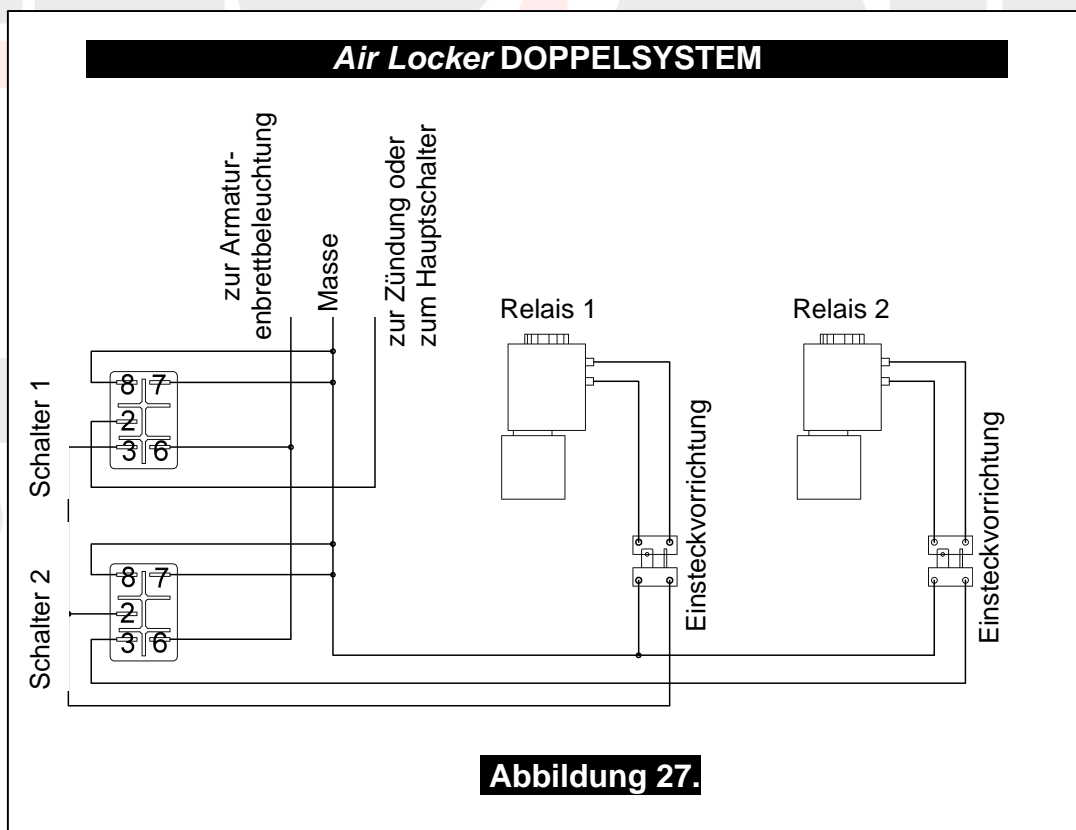 Air Locker DOPPELSYSTEM
zur Armatur-
enbrettbeleuchtung
Masse
zur Zündung oder
zum Hauptschalter
Relais 1
Relais 2
Schalter 1
8 7
2
3 6
Einsteckvorrichtung
Einsteckvorrichtung
Schalter 2
8 7
2
3 6
Abbildung 27.